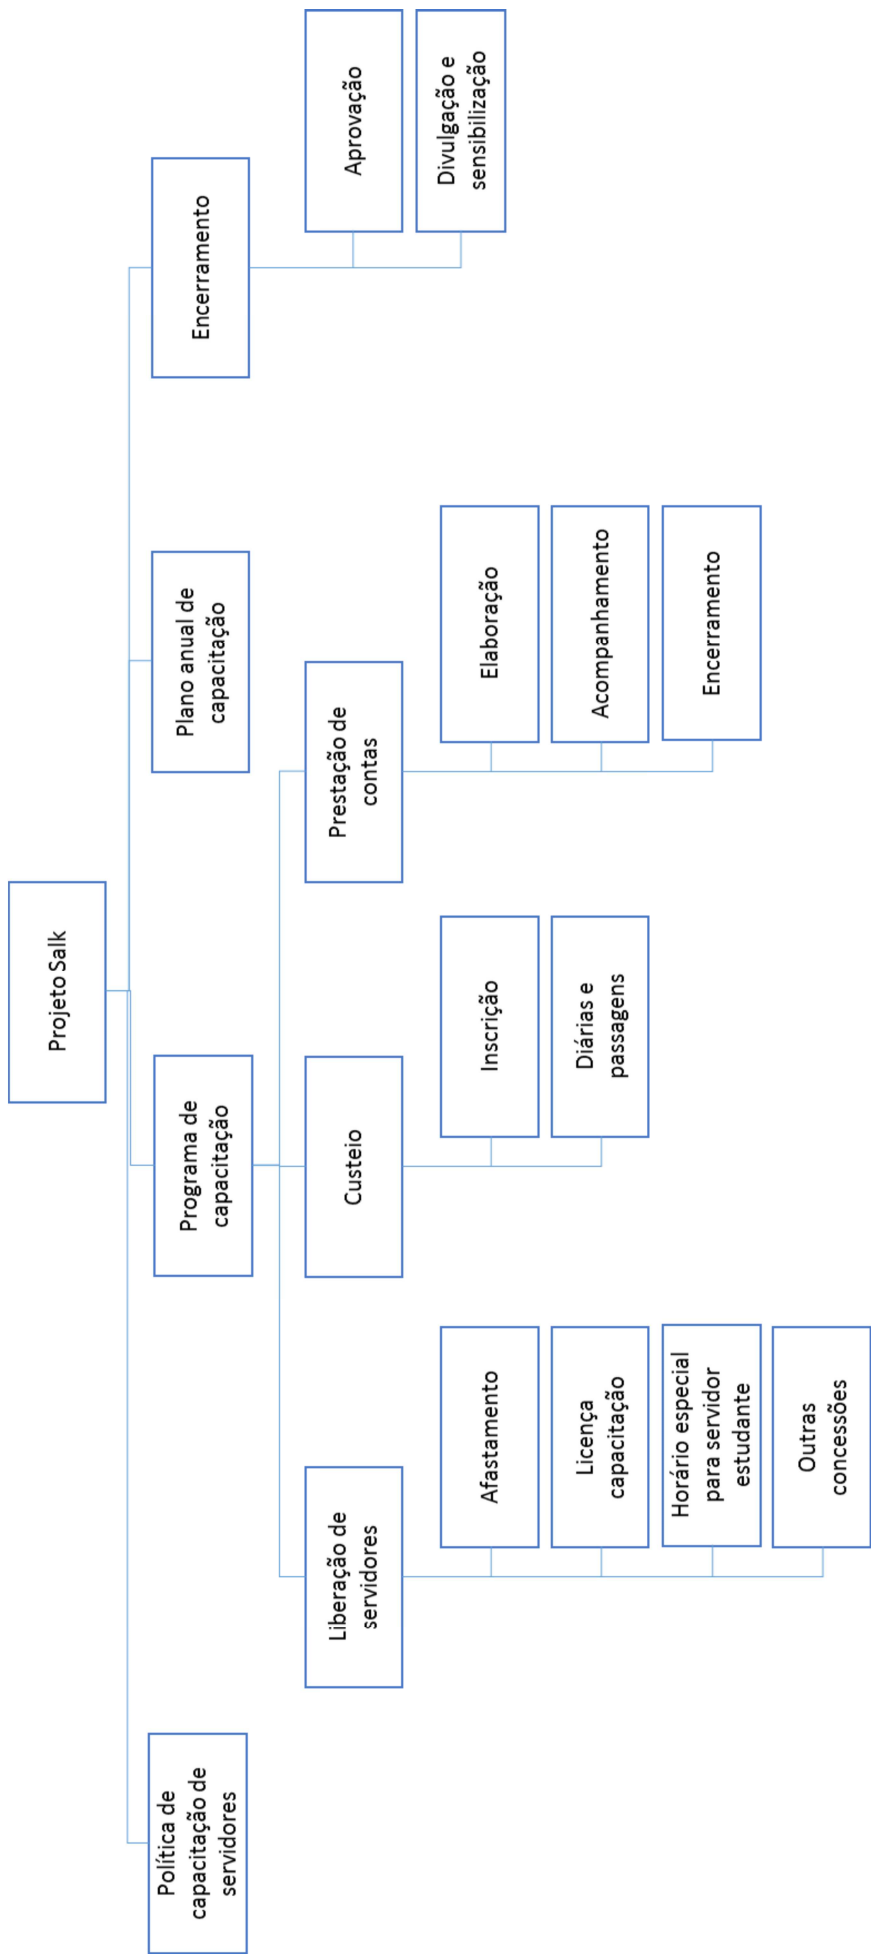 Projeto Salk
Política de
capacitação de
servidores
Programa de
capacitação
Plano anual de
capacitação
Encerramento
Liberação de
servidores
Afastamento
Licença
capacitação
Horário especial
para servidor
estudante
Outras
concessões
Custeio
Inscrição
Diárias e
passagens
Prestação de
contas
Elaboração
Acompanhamento
Encerramento
Aprovação
Divulgação e
sensibilização